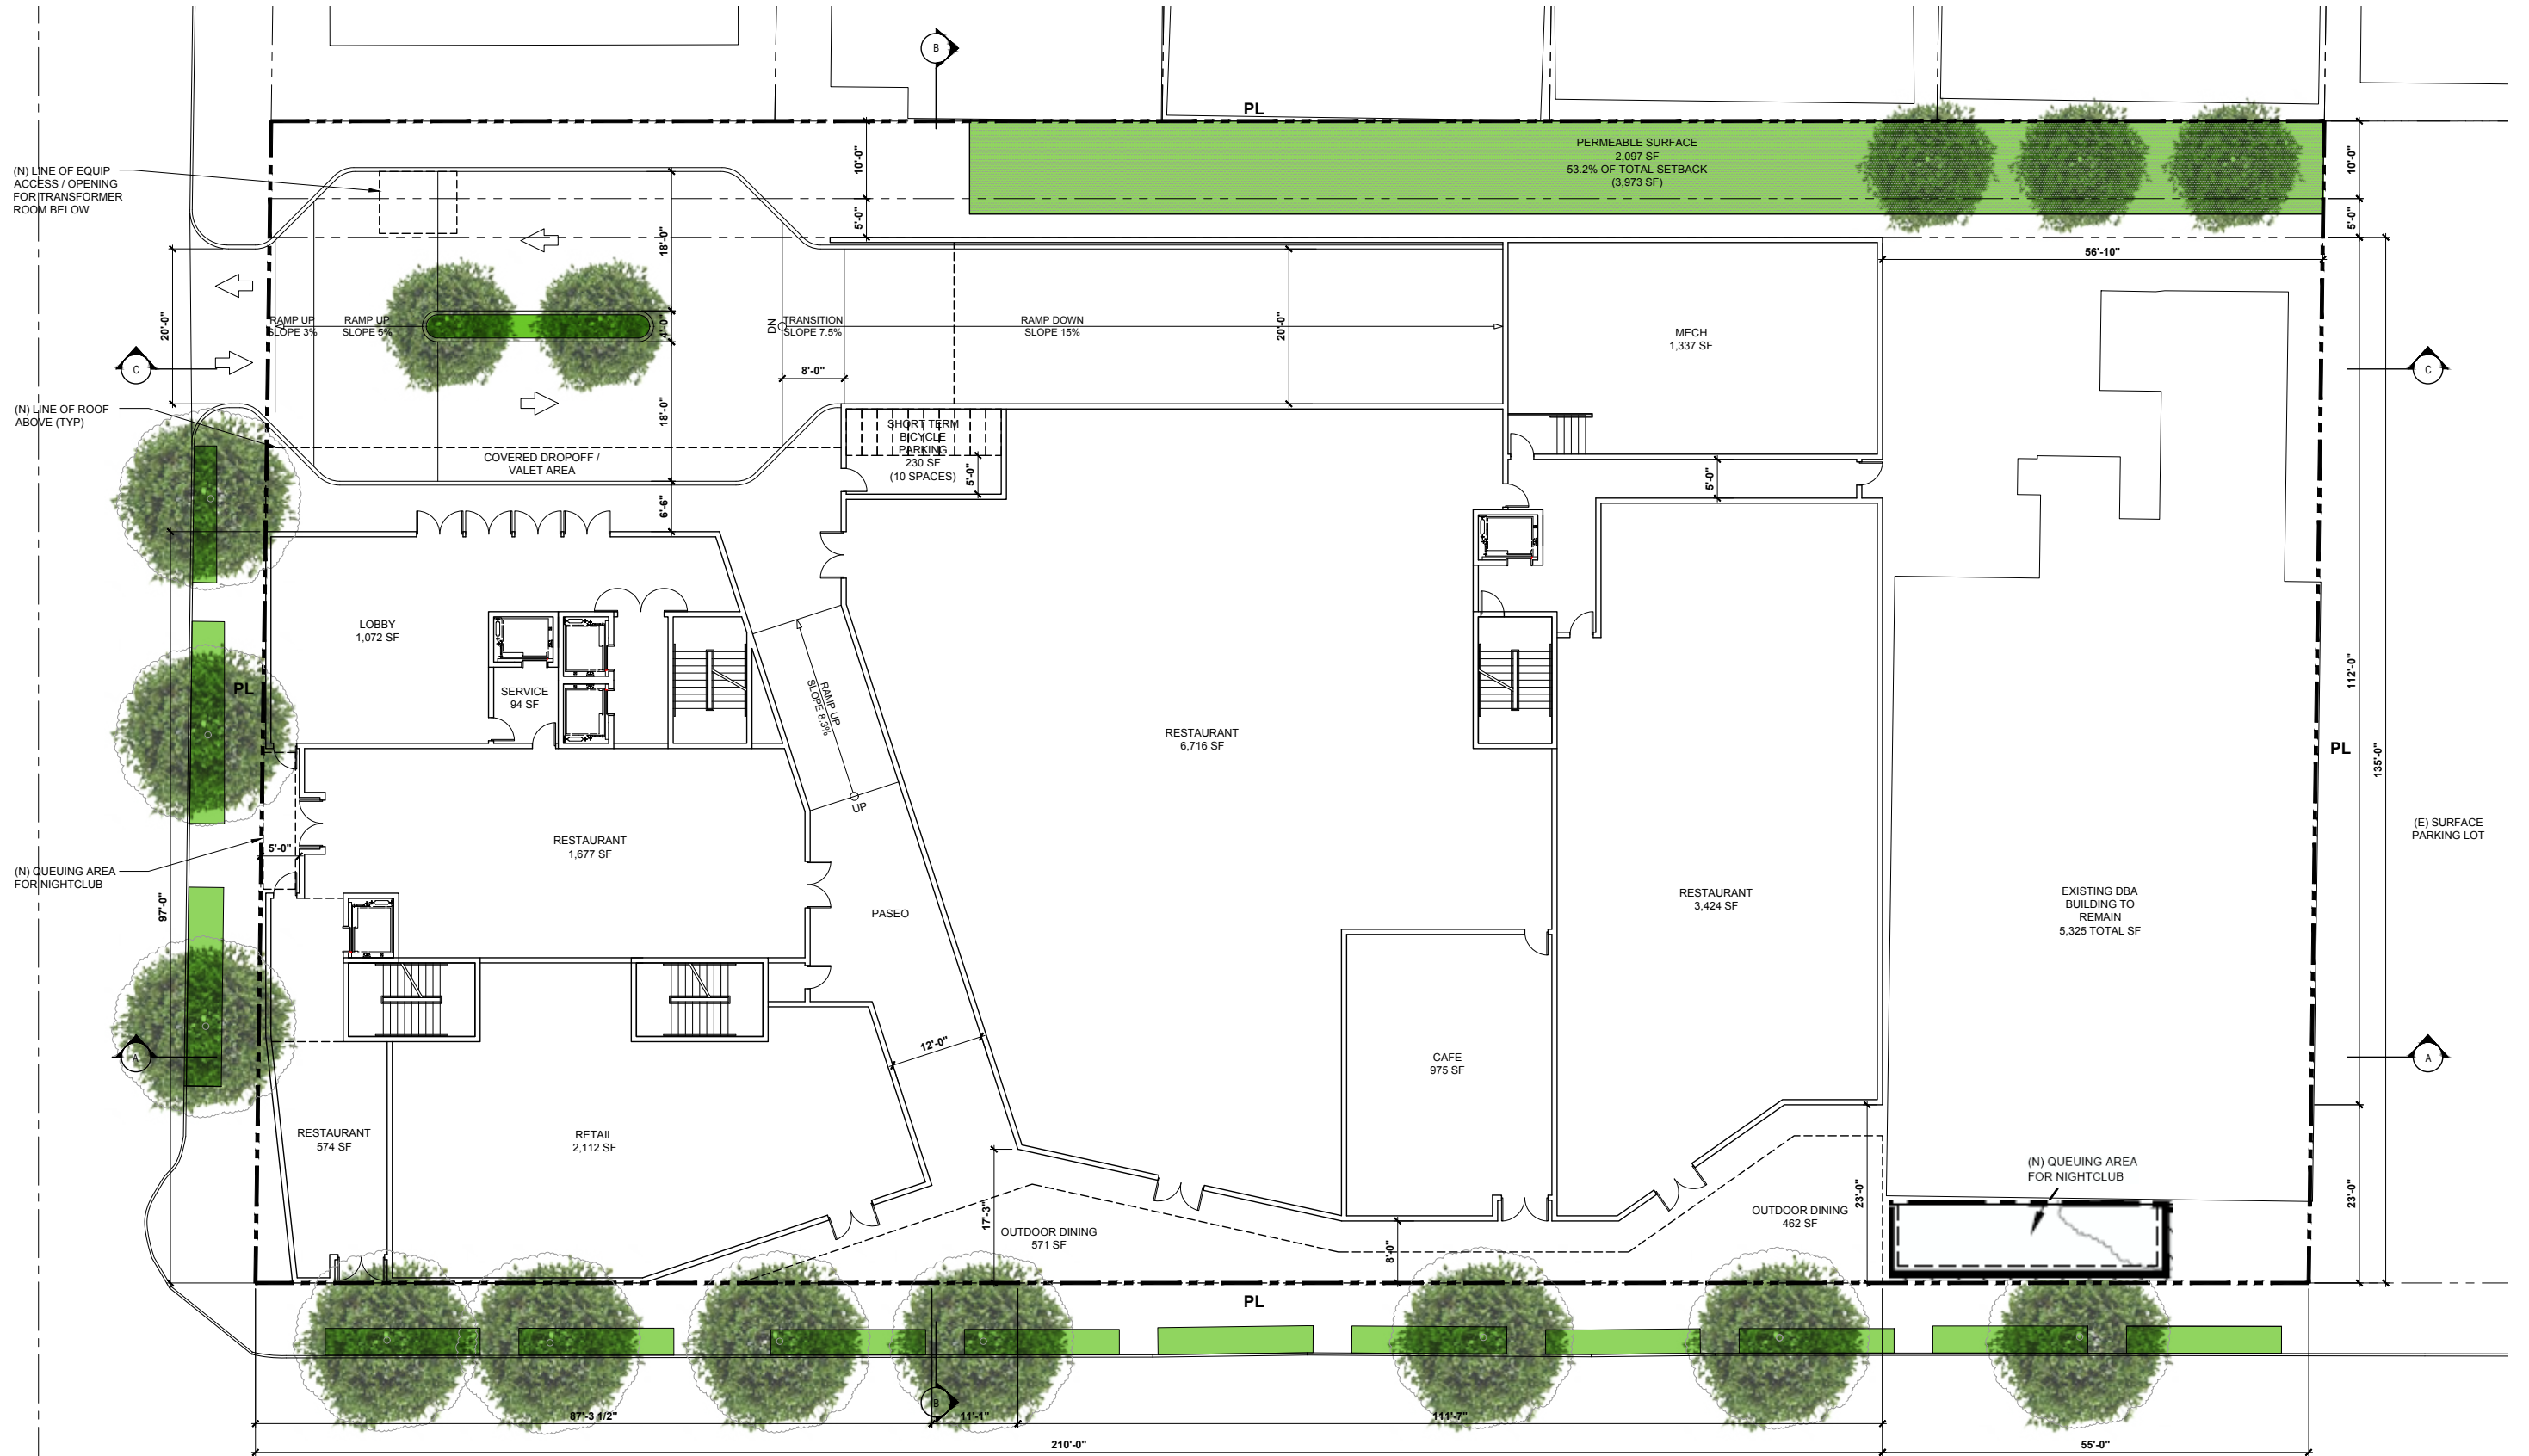 B
PL
(N) LINE OF EQUIP
ACCESS / OPENING
FOR TRANSFORMER
ROOM BELOW
10'-0"
5'-0"
PERMEABLE SURFACE
2,097 SF
53.2% OF TOTAL SETBACK
(3,973 SF)
10'-0"
5'-0"
56'-10"
18'-0"
4'-0"
18'-0"
20'-0"
RAMP UP
SLOPE 3%
RAMP UP
SLOPE 5%
DN
TRANSITION
SLOPE 7.5%
RAMP DOWN
SLOPE 15%
20'-0"
MECH
1,337 SF
C
C
8'-0"
(N) LINE OF ROOF
ABOVE (TYP)
COVERED DROPOFF /
VALET AREA
SHORT TERM
BICYCLE
PARKING
230 SF
(10 SPACES)
5'-0"
5'-0"
6'-6"
LOBBY
1,072 SF
SERVICE
94 SF
RAMP UP
SLOPE 8.3%
UP
PL
RESTAURANT
6,716 SF
112'-0"
135'-0"
PL
(E) SURFACE
PARKING LOT
5'-0"
(N) QUEUING AREA
FOR NIGHTCLUB
97'-0"
RESTAURANT
1,677 SF
PASEO
RESTAURANT
3,424 SF
EXISTING DBA
BUILDING TO
REMAIN
5,325 TOTAL SF
12'-0"
CAFE
975 SF
A
A
RESTAURANT
574 SF
RETAIL
2,112 SF
(N) QUEUING AREA
FOR NIGHTCLUB
17'-3"
OUTDOOR DINING
571 SF
8'-0"
OUTDOOR DINING
462 SF
23'-0"
23'-0"
PL
B
87'-3 1/2"
11'-1"
111'-7"
210'-0"
55'-0"